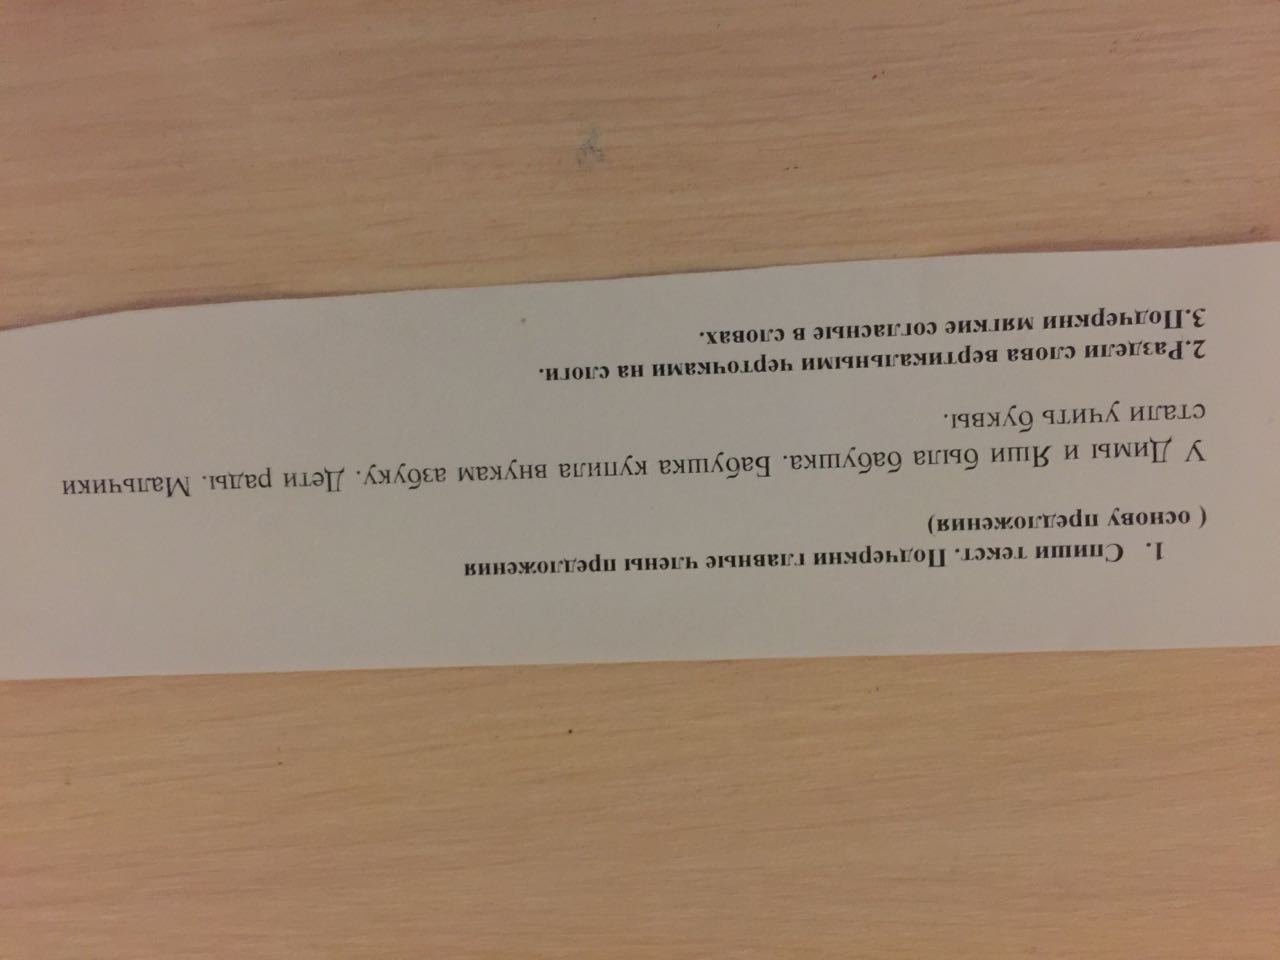 1. Спиши текст. Подчеркни главные члены предложения
( основу предложения)
У Димы и Яши была бабушка. Бабушка купила внукам азбуку. Дети рады. Мальчики
стали учить буквы.
2.Раздели слова вертикальными черточками на слоги.
3.Подчеркни мягкие согласные в словах.